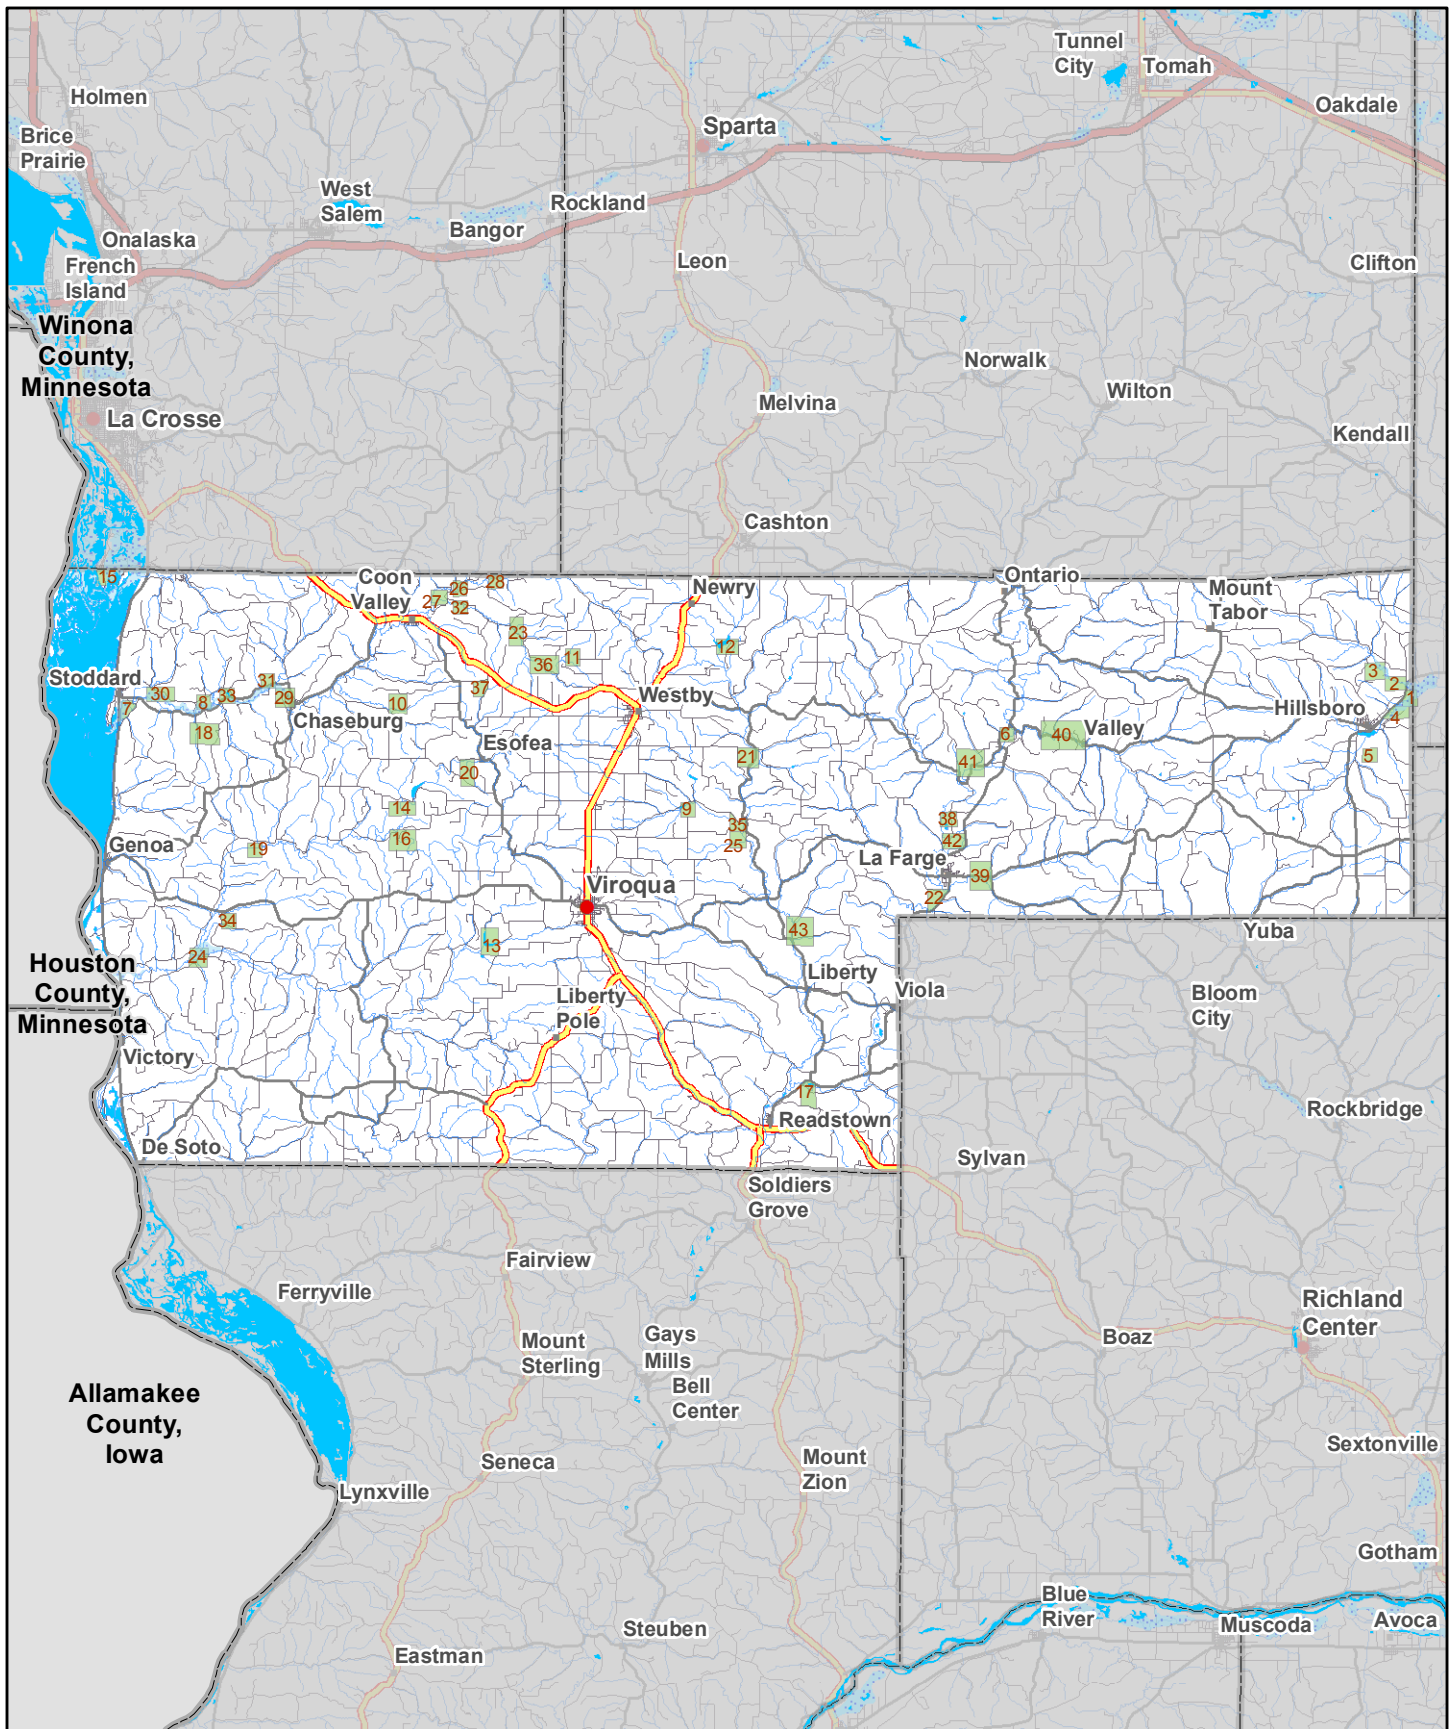 Tunnel
City
Tomah
Holmen
Oakdale
Brice
Prairie
Sparta
West
Salem
Rockland
Bangor
Onalaska
French
Island
Leon
Clifton
Winona
County,
Minnesota
Norwalk
Wilton
Melvina
La Crosse
Kendall
Cashton
15
Coon
Valley
26
28
27
32
Newry
Ontario
Mount
Tabor
23
12
36
11
3
2
1
Stoddard
30
8
33
31
29
37
10
Westby
7
Chaseburg
Hillsboro
4
18
Esofea
6
40
Valley
5
20
21
41
14
9
35
38
16
25
42
Genoa
19
La Farge
39
Viroqua
22
34
43
Yuba
13
24
Houston
County,
Minnesota
Liberty
Viola
Liberty
Pole
Bloom
City
Victory
17
Readstown
Rockbridge
De Soto
Sylvan
Soldiers
Grove
Fairview
Ferryville
Richland
Center
Gays
Mills
Mount
Sterling
Boaz
Bell
Center
Allamakee
County,
Iowa
Seneca
Mount
Zion
Sextonville
Lynxville
Gotham
Blue
River
Muscoda
Avoca
Steuben
Eastman